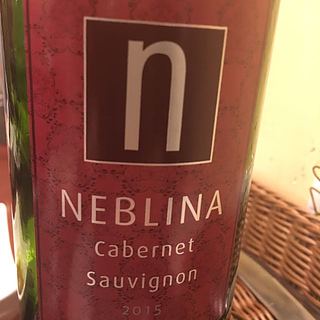 n
NEBLINA
Cabernet
Sauvignon
2015